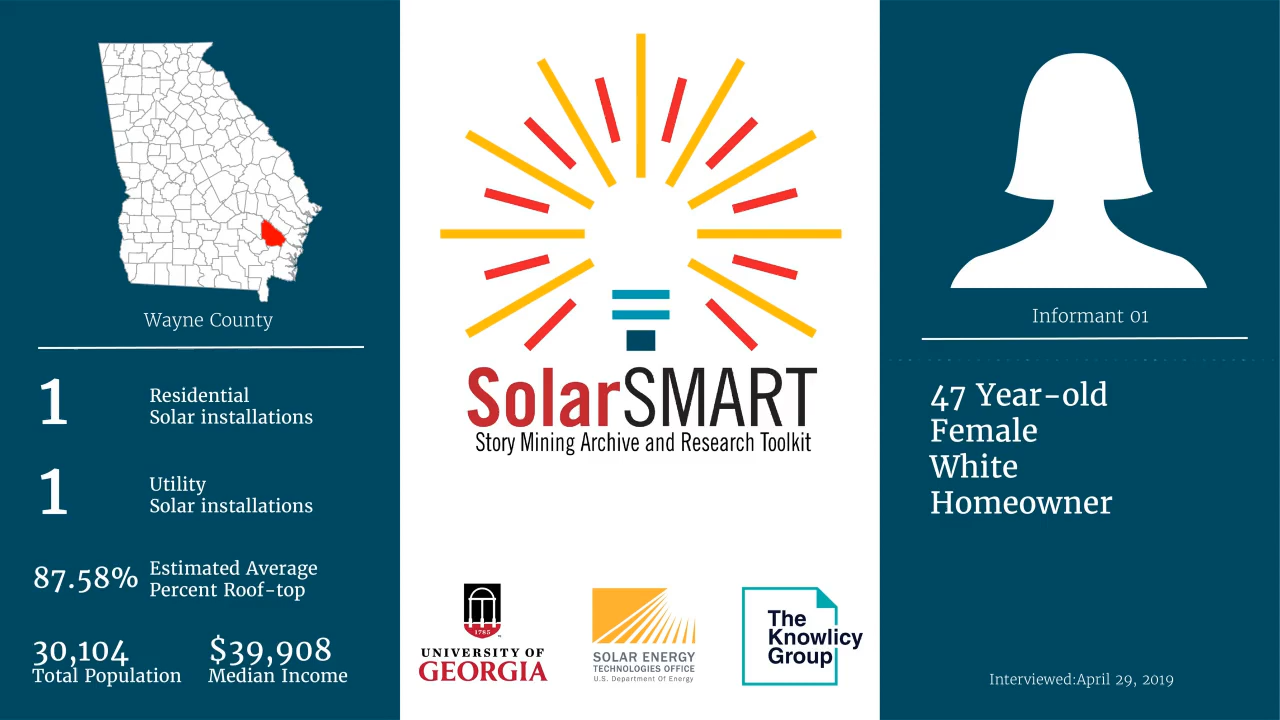 Wayne County
1
Residential
Solar installations
1
Utility
Solar installations
87.58%
Estimated Average
Percent Roof-top
30,104
Total Population
$39,908
Median Income
SolarSMART
Story Mining Archive and Research Toolkit
1785
UNIVERSITY OF
GEORGIA
SOLAR ENERGY
TECHNOLOGIES OFFICE
U.S. Department Of Energy
The
Knowlicy
Group
Informant 01
47 Year-old
Female
White
Homeowner
Interviewed:April 29, 2019